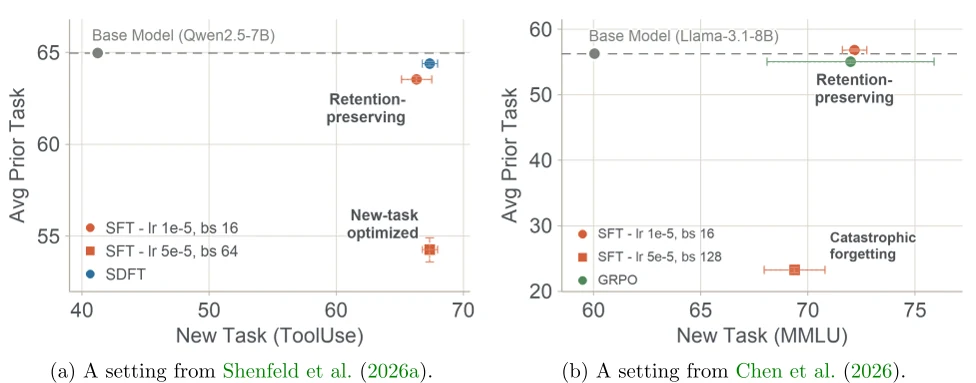 Base Model (Qwen2.5-7B)
65
60
55
Avg Prior Task
Retention-
preserving
New-task
optimized
SFT - lr 1e-5, bs 16
SFT - lr 5e-5, bs 64
SDFT
40 50 60 70
New Task (ToolUse)
(a) A setting from Shenfeld et al. (2026a).
60
Base Model (Llama-3.1-8B)
50
40
30
20
Avg Prior Task
Retention-
preserving
Catastrophic
forgetting
SFT - lr 1e-5, bs 16
SFT - lr 5e-5, bs 128
GRPO
60 65 70 75
New Task (MMLU)
(b) A setting from Chen et al. (2026).